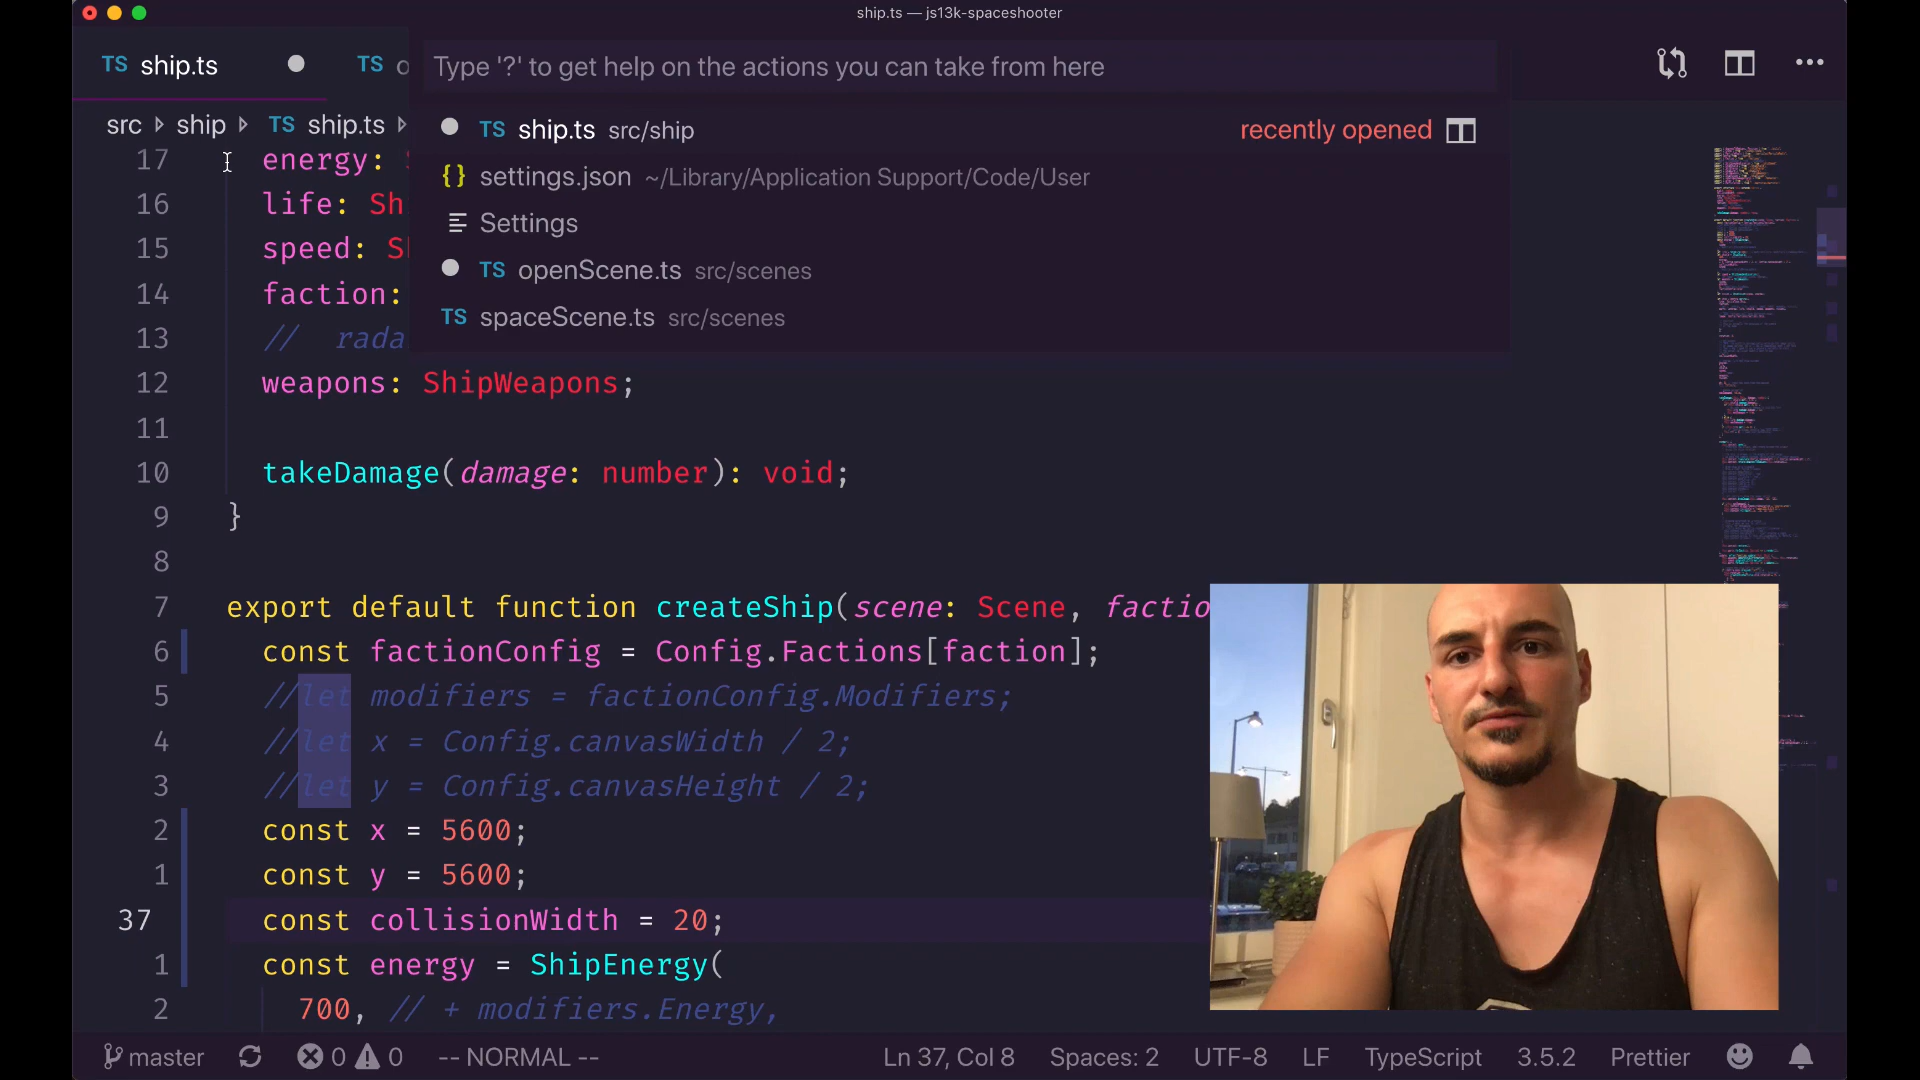 ship.ts — js13k-spaceshooter
TS ship.ts
TS
Type '?' to get help on the actions you can take from here
src ship TS ship.ts
TS ship.ts src/ship recently opened
{} settings.json ~/Library/Application Support/Code/User
Settings
TS openScene.ts src/scenes
TS spaceScene.ts src/scenes
17 energy:
16 life: Sh
15 speed:
14 faction:
13 // rada
12 weapons: ShipWeapons;
11
10 takeDamage(damage: number): void;
9 }
8
7 export default function createShip(scene: Scene, factio
6 const factionConfig = Config.Factions[faction];
5 //let modifiers = factionConfig.Modifiers;
4 //let x = Config.canvasWidth / 2;
3 //let y = Config.canvasHeight / 2;
2 const x = 5600;
1 const y = 5600;
37 const collisionWidth = 20;
1 const energy = ShipEnergy(
2 700, // + modifiers.Energy,
master 0 0 -- NORMAL -- Ln 37, Col 8 Spaces: 2 UTF-8 LF TypeScript 3.5.2 Prettier